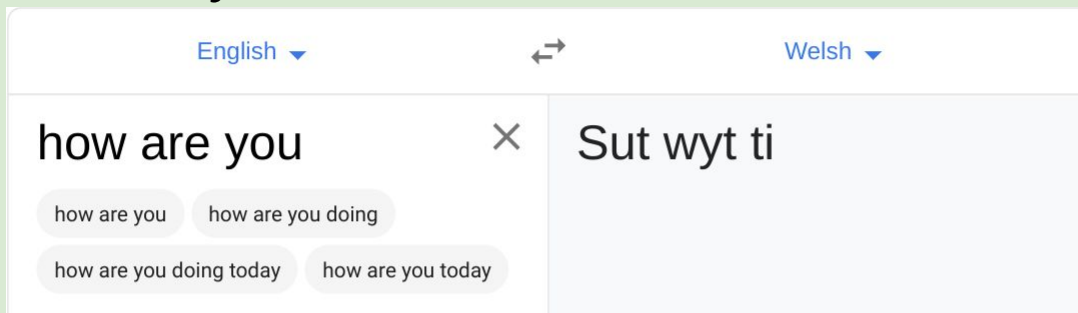 English Welsh
how are you Sut wyt ti
how are you how are you doing
how are you doing today how are you today